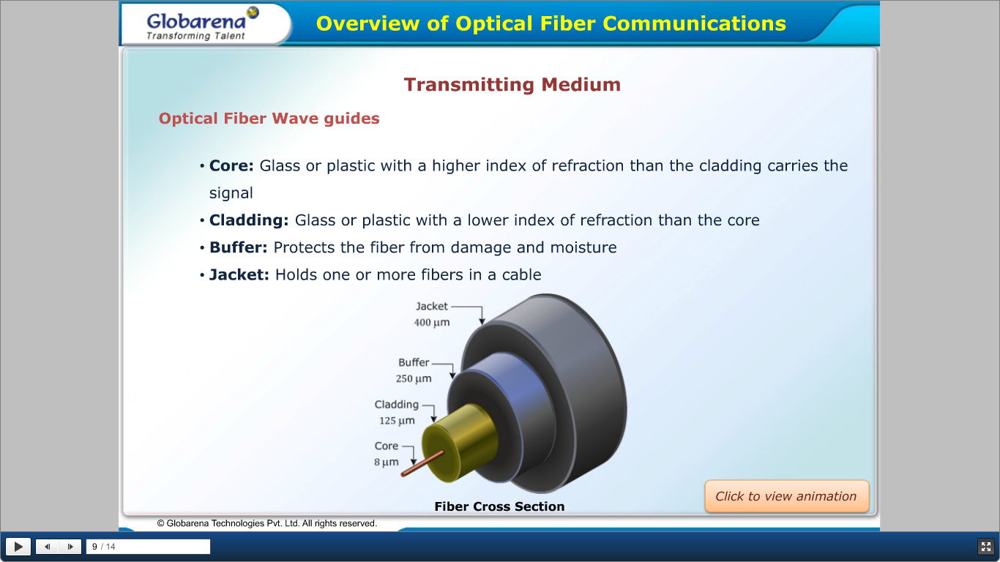 Globarena
Transforming Talent
Overview of Optical Fiber Communications
Transmitting Medium
Optical Fiber Wave guides
• Core: Glass or plastic with a higher index of refraction than the cladding carries the
signal
• Cladding: Glass or plastic with a lower index of refraction than the core
• Buffer: Protects the fiber from damage and moisture
• Jacket: Holds one or more fibers in a cable
Jacket
400 µm
Buffer
250 µm
Cladding
125 µm
Core
8 µm
Fiber Cross Section
Click to view animation
© Globarena Technologies Pvt. Ltd. All rights reserved.
9 / 14